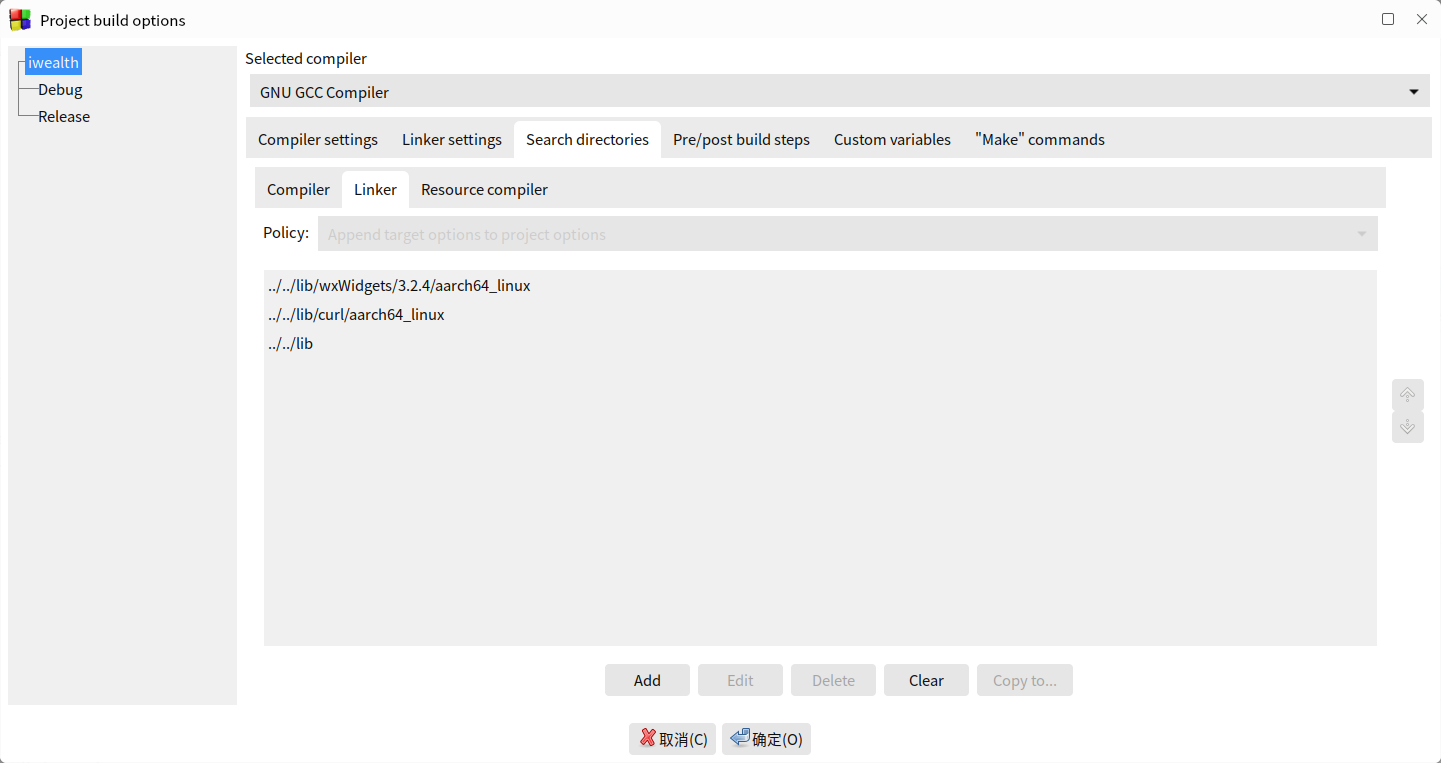 Project build options
iwealth
Debug
Release
Selected compiler
GNU GCC Compiler
Compiler settings Linker settings Search directories Pre/post build steps Custom variables "Make" commands
Compiler Linker Resource compiler
Policy: Append target options to project options
../../lib/wxWidgets/3.2.4/aarch64_linux
../../lib/curl/aarch64_linux
../../lib
Add Edit Delete Clear Copy to...
取消(C) 确定(O)